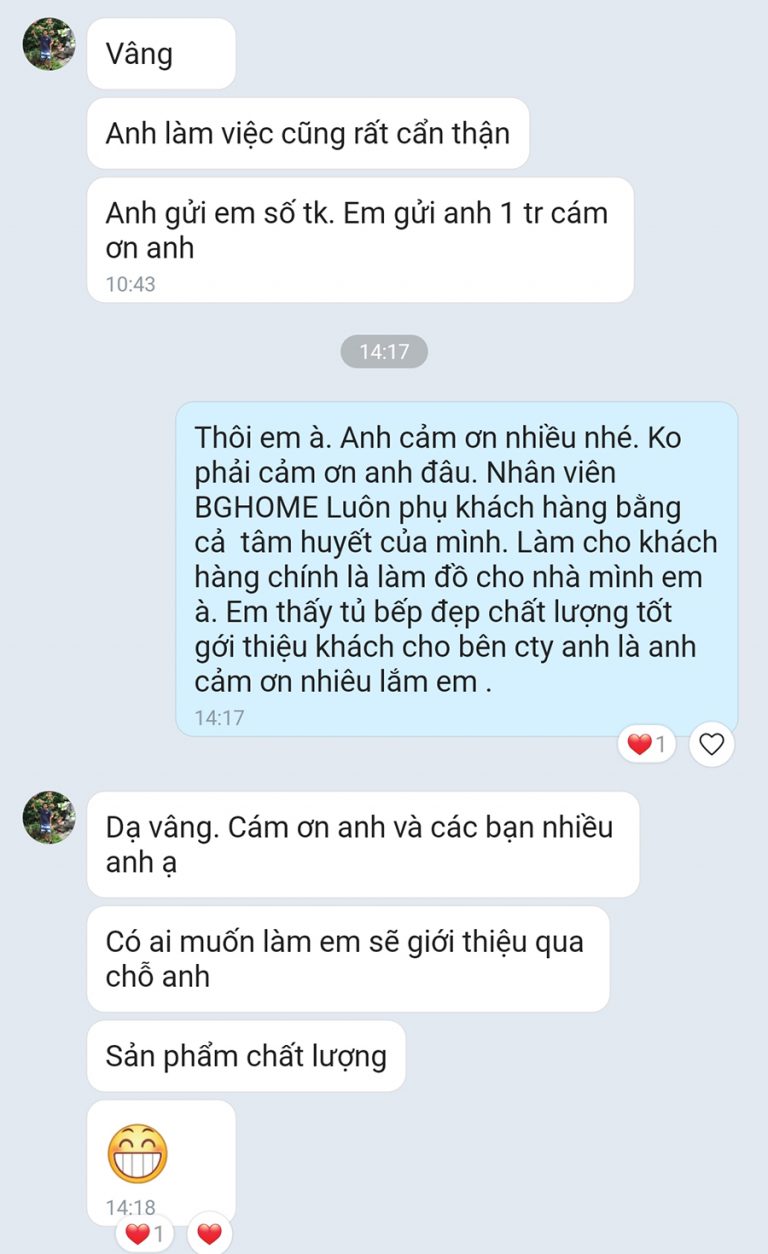 Vâng
Anh làm việc cũng rất cẩn thận
Anh gửi em số tk. Em gửi anh 1 tr cám
ơn anh
10:43
14:17
Thôi em à. Anh cảm ơn nhiều nhé. Ko
phải cảm ơn anh đâu. Nhân viên
BGHOME Luôn phụ khách hàng bằng
cả  tâm huyết của mình. Làm cho khách
hàng chính là làm đồ cho nhà mình em
à. Em thấy tủ bếp đẹp chất lượng tốt
gới thiệu khách cho bên cty anh là anh
cảm ơn nhiêu lắm em .
14:17
1
Dạ vâng. Cám ơn anh và các bạn nhiều
anh ạ
Có ai muốn làm em sẽ giới thiệu qua
chỗ anh
Sản phẩm chất lượng
14:18
1